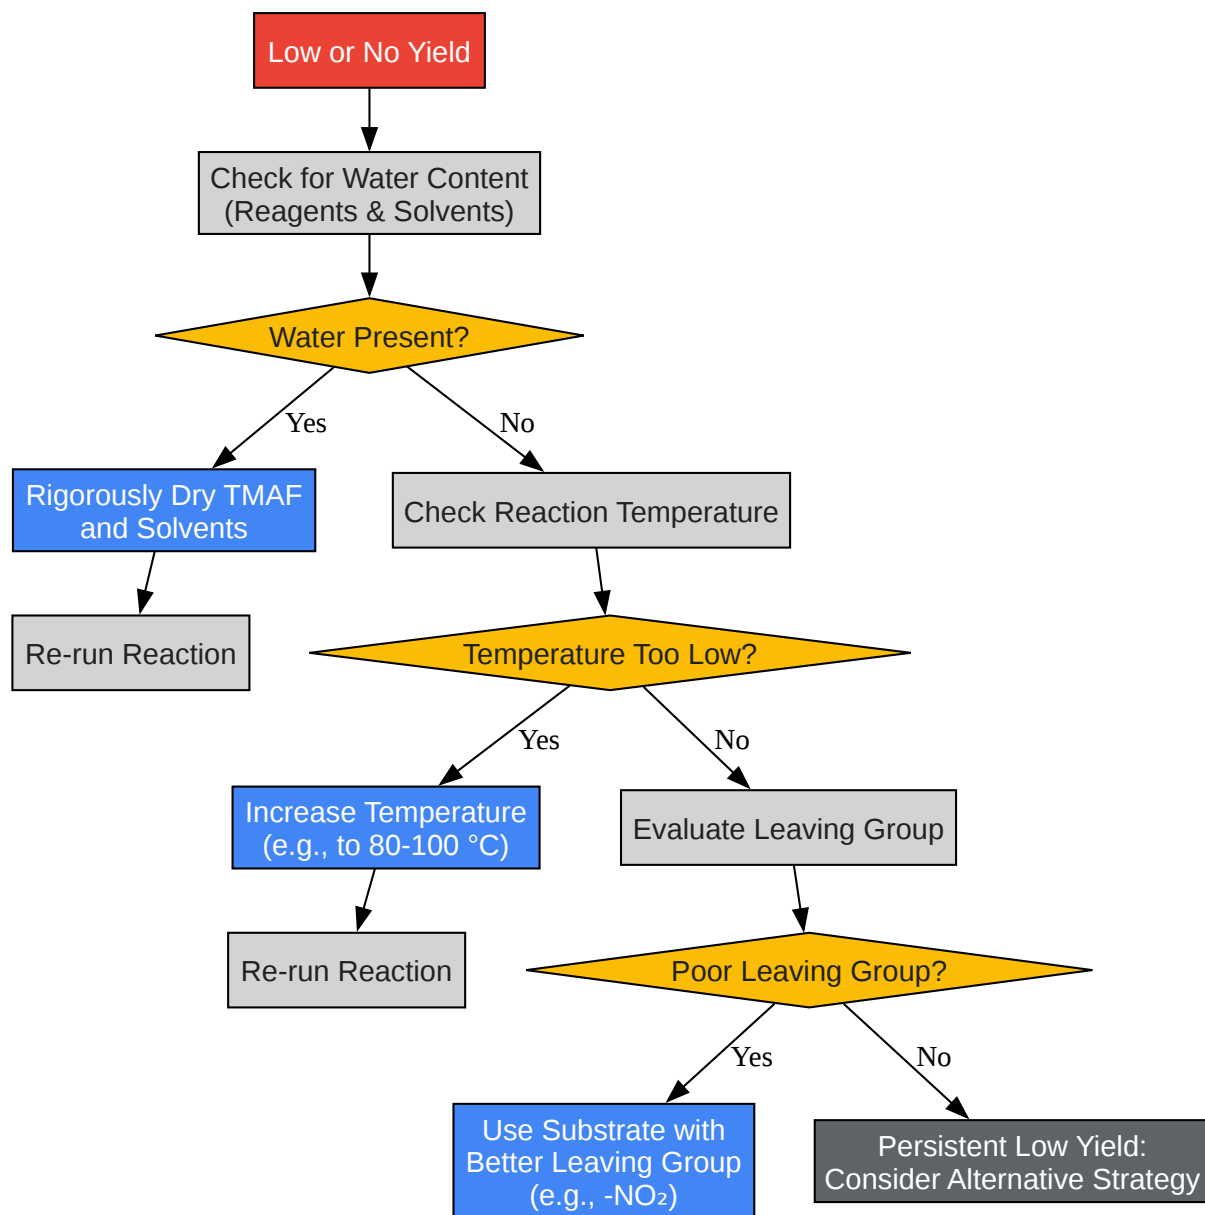 Low or No Yield
Check for Water Content
(Reagents & Solvents)
Water Present?
Yes
No
Rigorously Dry TMAF
and Solvents
Check Reaction Temperature
Re-run Reaction
Temperature Too Low?
Yes
No
Increase Temperature
(e.g., to 80-100 °C)
Evaluate Leaving Group
Re-run Reaction
Poor Leaving Group?
Yes
No
Use Substrate with
Better Leaving Group
(e.g., -NO₂)
Persistent Low Yield:
Consider Alternative Strategy